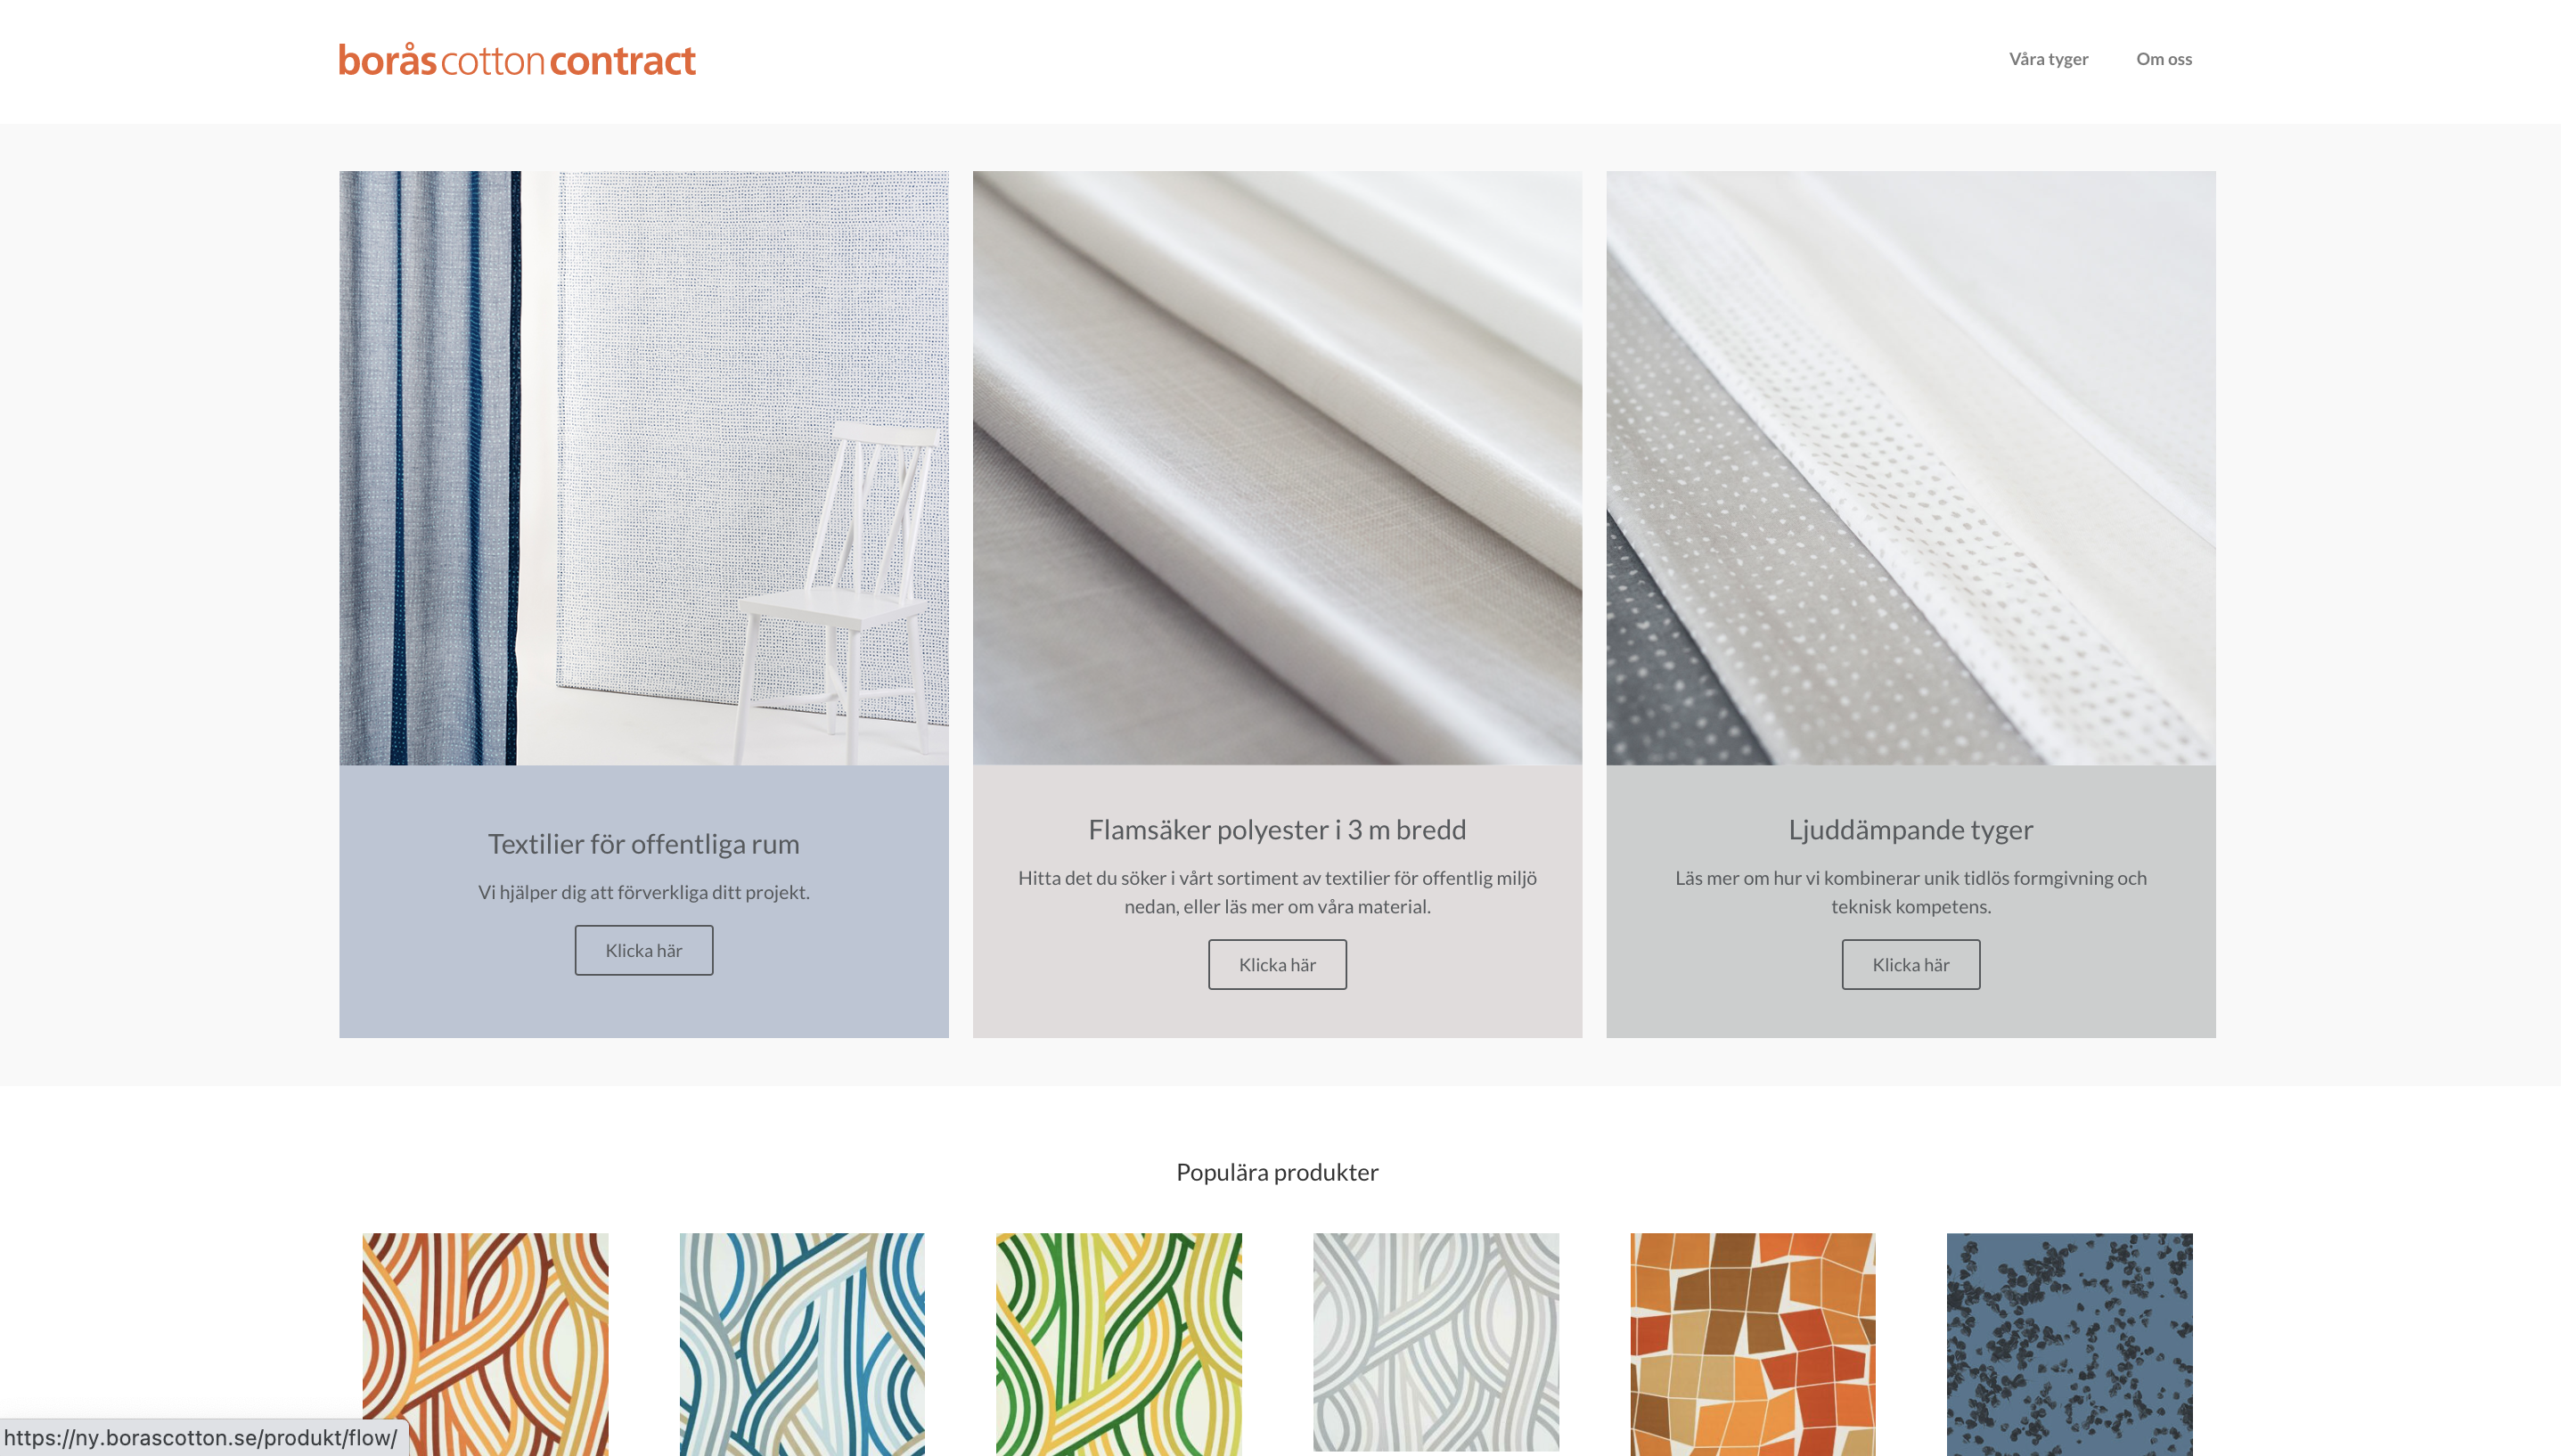 borås cotton contract
Våra tyger
Om oss
Textilier för offentliga rum
Vi hjälper dig att förverkliga ditt projekt.
Klicka här
Flamsäker polyester i 3 m bredd
Hitta det du söker i vårt sortiment av textilier för offentlig miljö
nedan, eller läs mer om våra material.
Klicka här
Ljuddämpande tyger
Läs mer om hur vi kombinerar unik tidlös formgivning och
teknisk kompetens.
Klicka här
Populära produkter
https://ny.borascotton.se/produkt/flow/